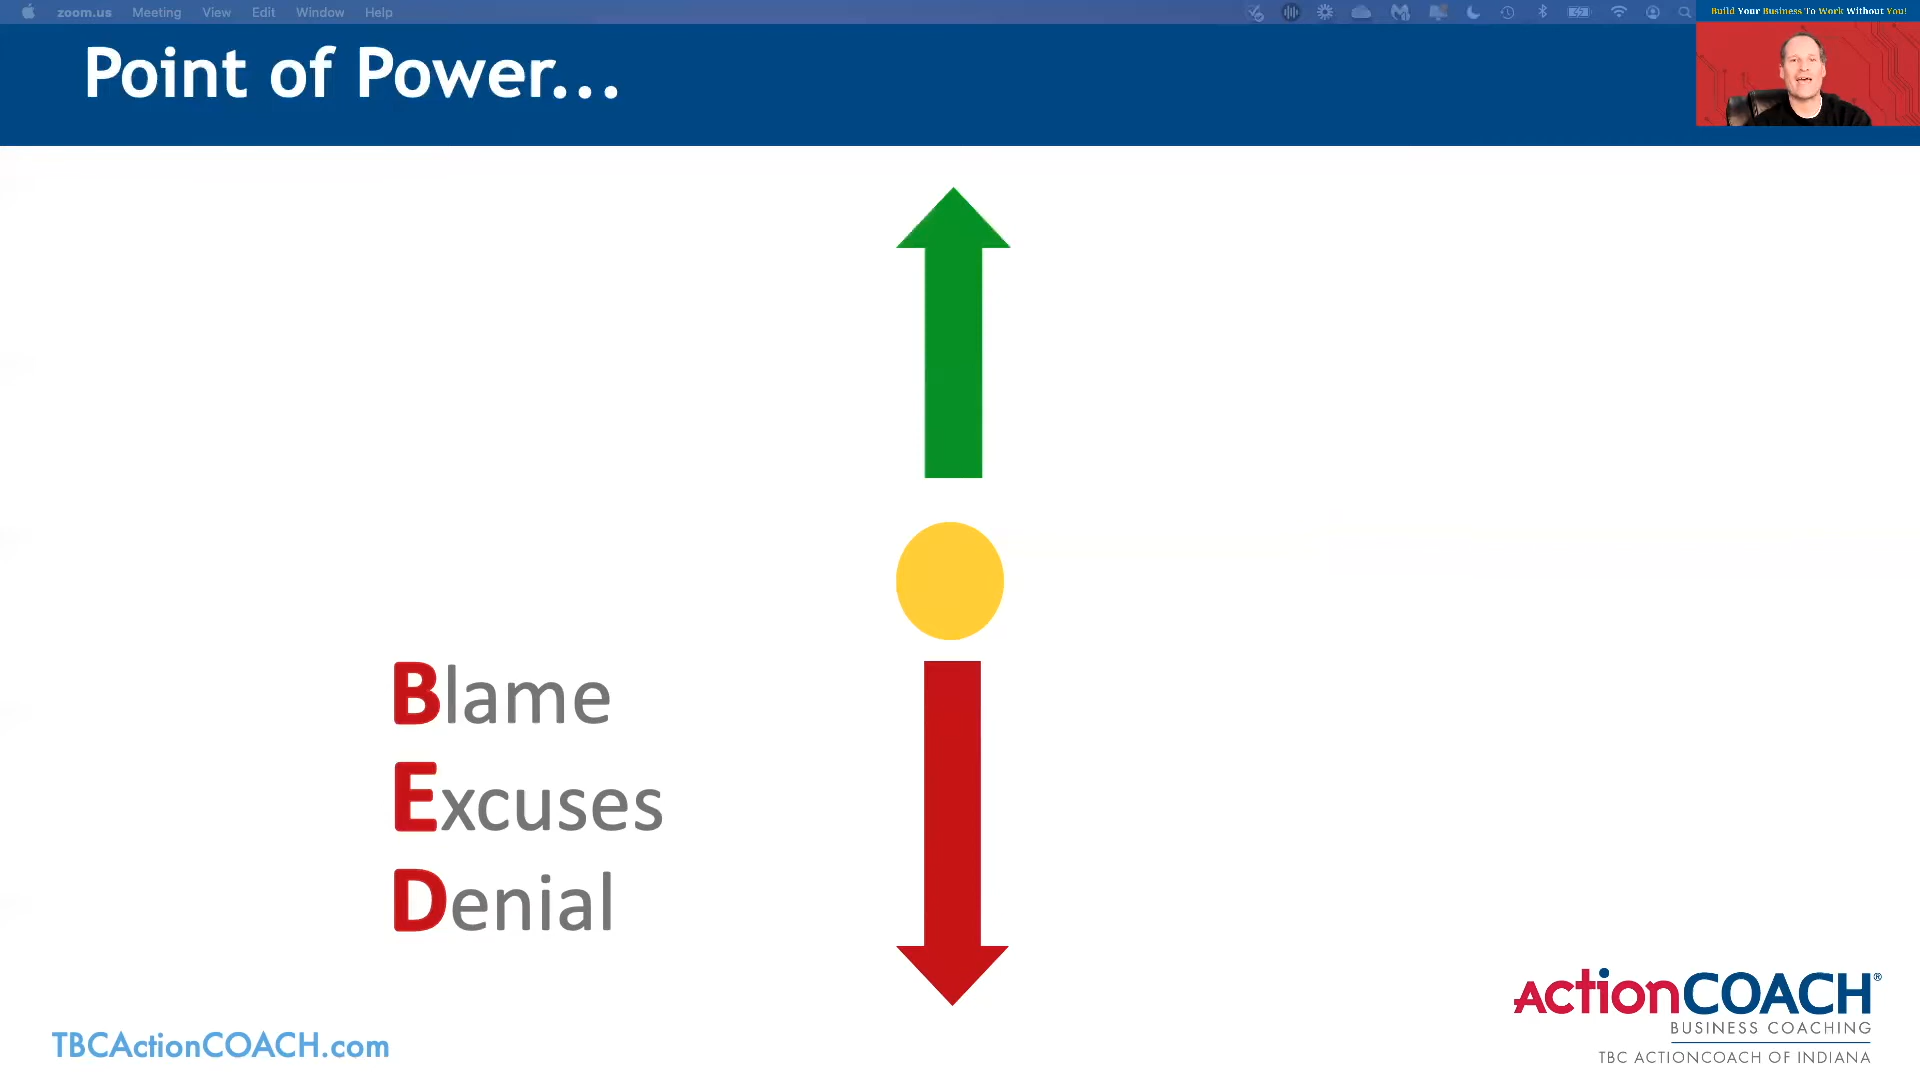 zoom.us Meeting View Edit Window Help
Build Your Business To Work Without You!
Point of Power...
Blame
Excuses
Denial
TBCActionCOACH.com
ActionCOACH®
BUSINESS COACHING
TBC ACTIONCOACH OF INDIANA